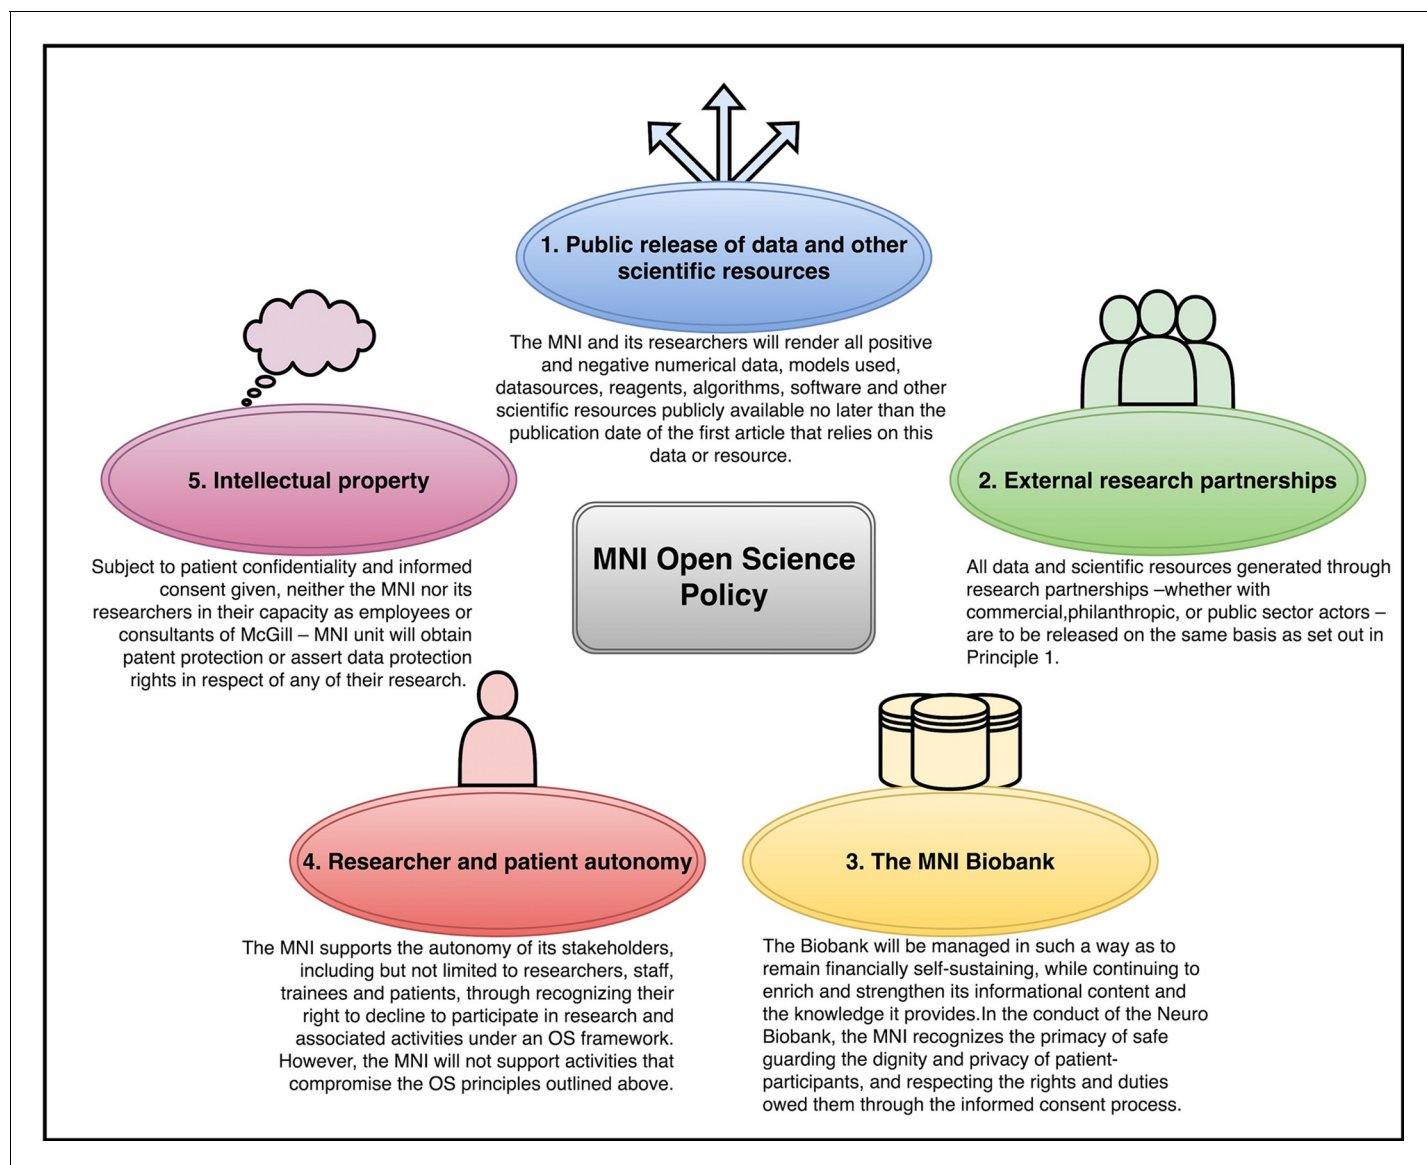 1. Public release of data and other
scientific resources
The MNI and its researchers will render all positive
and negative numerical data, models used,
datasources, reagents, algorithms, software and other
scientific resources publicly available no later than the
publication date of the first article that relies on this
data or resource.
MNI Open Science
Policy
2. External research partnerships
All data and scientific resources generated through
research partnerships –whether with
commercial,philanthropic, or public sector actors –
are to be released on the same basis as set out in
Principle 1.
3. The MNI Biobank
The Biobank will be managed in such a way as to
remain financially self-sustaining, while continuing to
enrich and strengthen its informational content and
the knowledge it provides.In the conduct of the Neuro
Biobank, the MNI recognizes the primacy of safe
guarding the dignity and privacy of patient-
participants, and respecting the rights and duties
owed them through the informed consent process.
4. Researcher and patient autonomy
The MNI supports the autonomy of its stakeholders,
including but not limited to researchers, staff,
trainees and patients, through recognizing their
right to decline to participate in research and
associated activities under an OS framework.
However, the MNI will not support activities that
compromise the OS principles outlined above.
5. Intellectual property
Subject to patient confidentiality and informed
consent given, neither the MNI nor its
researchers in their capacity as employees or
consultants of McGill – MNI unit will obtain
patent protection or assert data protection
rights in respect of any of their research.